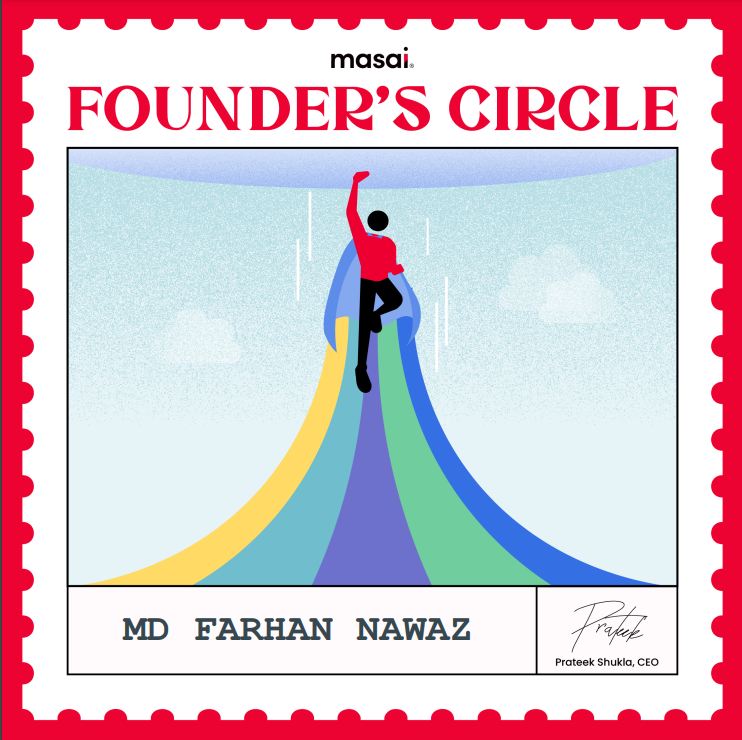 masai.
FOUNDER'S CIRCLE
MD FARHAN NAWAZ
Prateek
Prateek Shukla, CEO